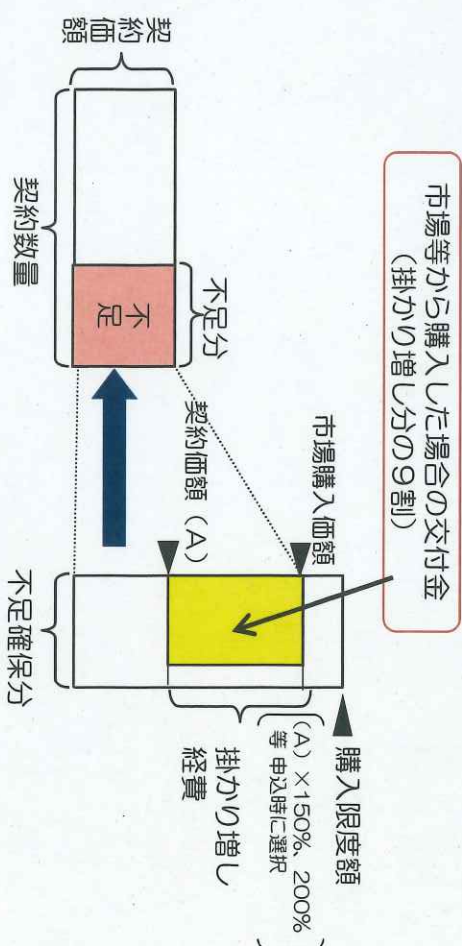 市場等から購入した場合の交付金
（掛かり増し分の９割）
契約価額
契約数量
不足分
不足
契約価額（A）
市場購入価額
購入限度額
（A）×150%、200%
等 申込時に選択
掛かり増し
経費
不足確保分